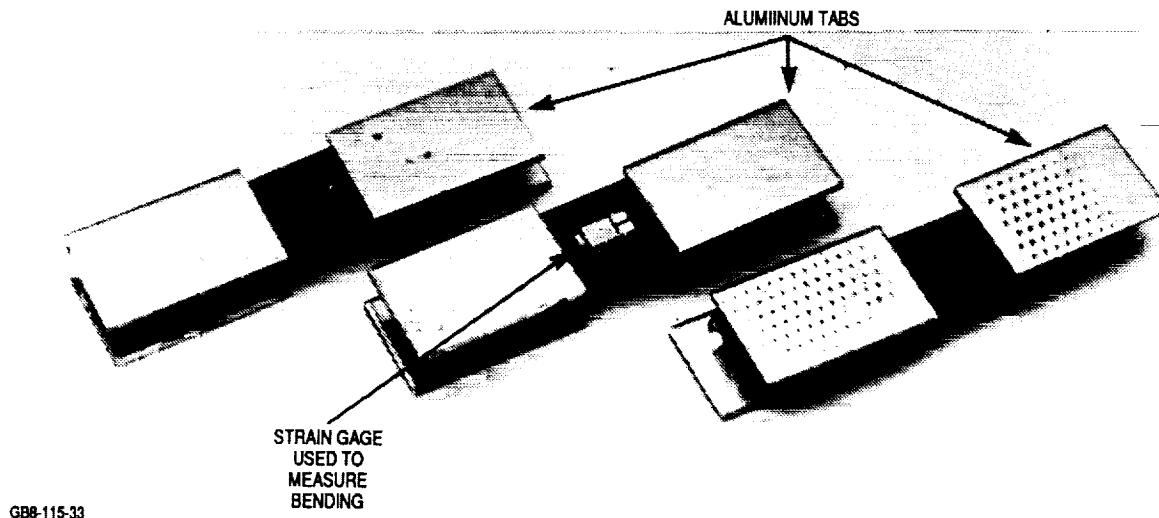 ALUMIINUM TABS
STRAIN GAGE
USED TO
MEASURE
BENDING
GB8-115-33